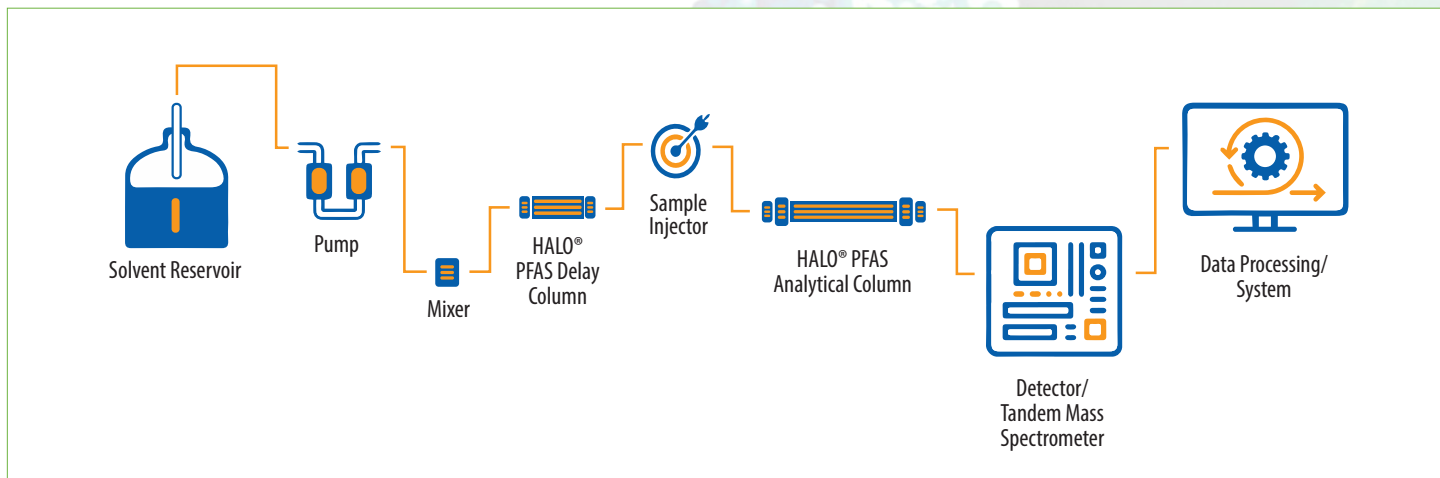 Solvent Reservoir
Pump
Mixer
HALO®
PFAS Delay
Column
Sample
Injector
HALO® PFAS
Analytical Column
Detector/
Tandem Mass
Spectrometer
Data Processing/
System